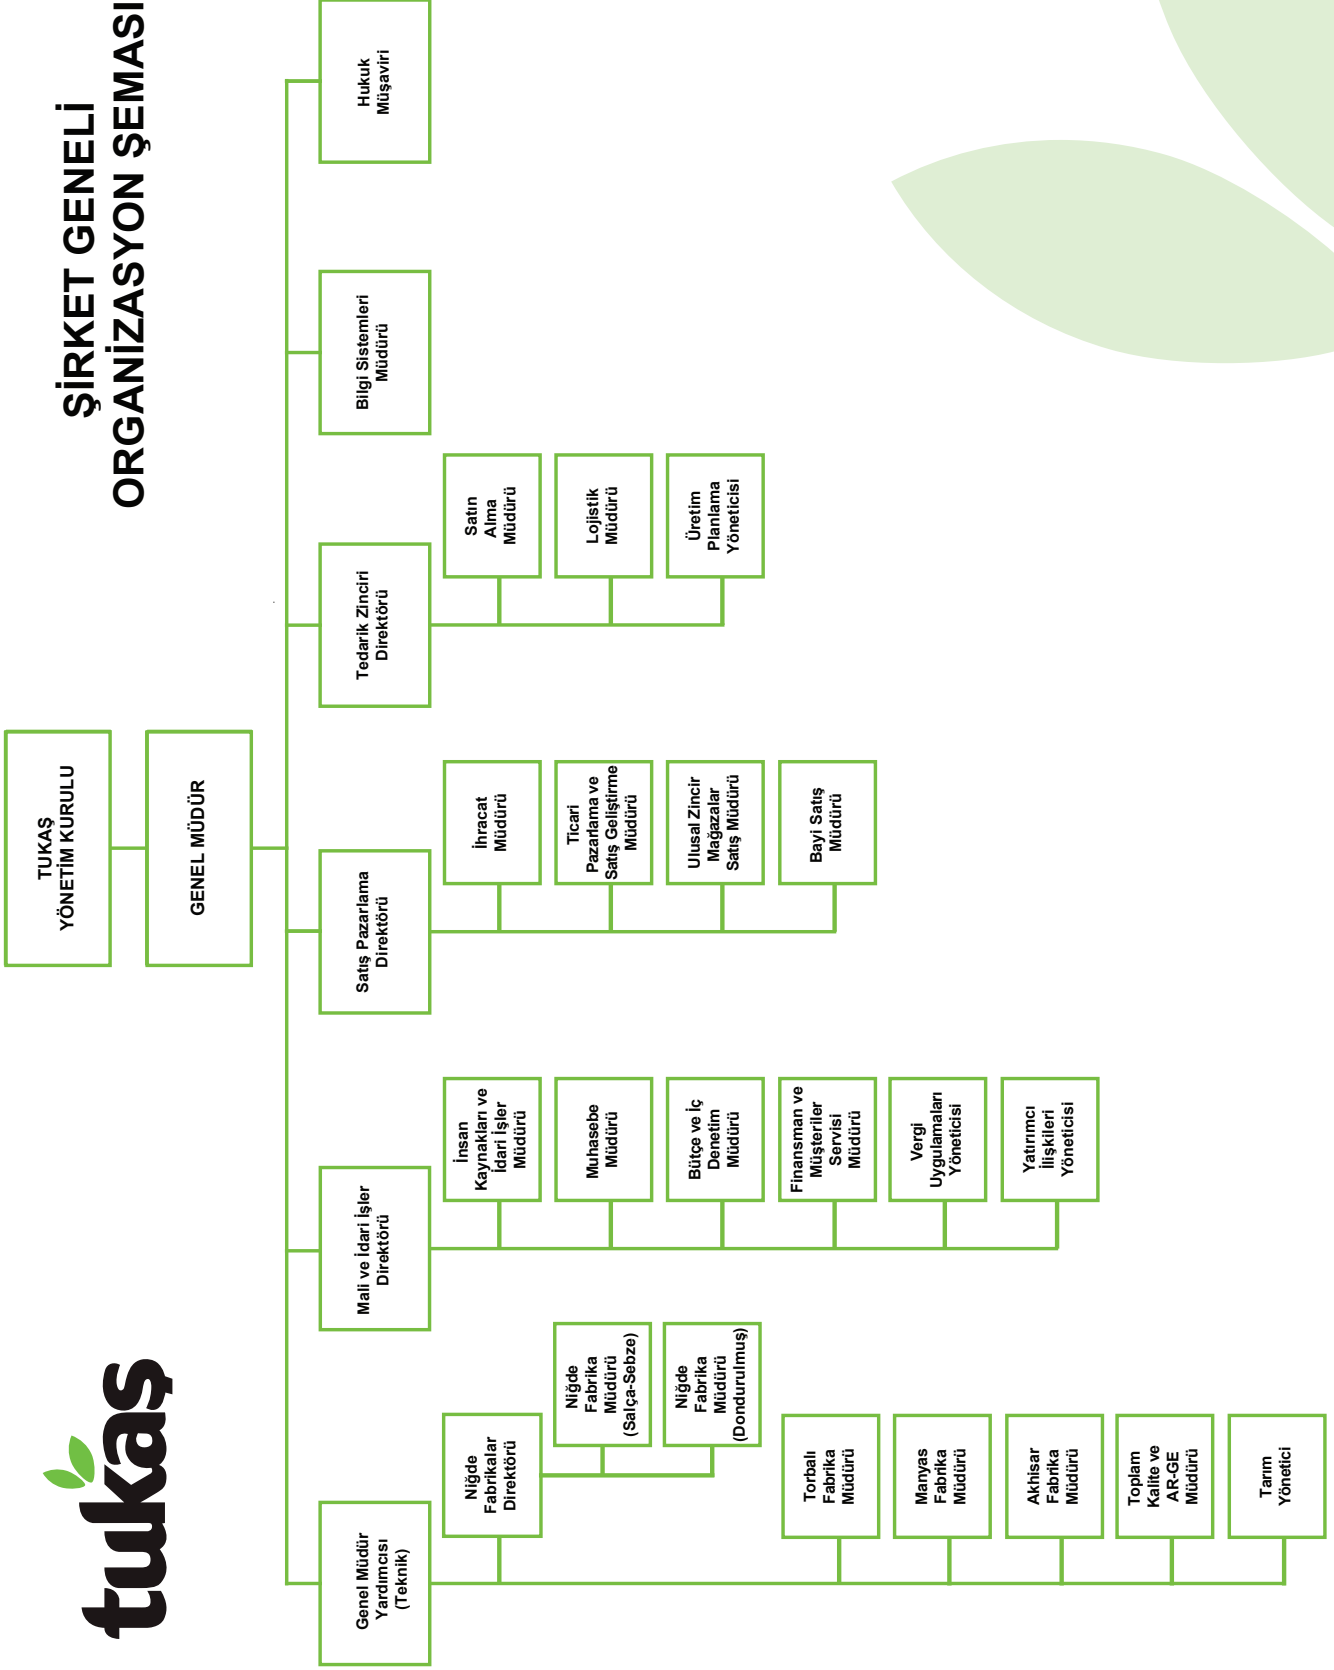 tukaş
ŞİRKET GENELİ
ORGANİZASYON ŞEMASI
TUKAŞ
YÖNETİM KURULU
GENEL MÜDÜR
Genel Müdür
Yardımcısı
(Teknik)
Niğde
Fabrikalar
Direktörü
Niğde
Fabrika
Müdürü
(Salça-Sebze)
Niğde
Fabrika
Müdürü
(Dondurulmuş)
Torbalı
Fabrika
Müdürü
Manyas
Fabrika
Müdürü
Akhisar
Fabrika
Müdürü
Toplam
Kalite ve
AR-GE
Müdürü
Tarım
Yönetici
Mali ve İdari İşler
Direktörü
İnsan
Kaynakları ve
İdari İşler
Müdürü
Muhasebe
Müdürü
Bütçe ve İç
Denetim
Müdürü
Finansman ve
Müşteriler
Servisi
Müdürü
Vergi
Uygulamaları
Yöneticisi
Yatırımcı
İlişkileri
Yöneticisi
Satış Pazarlama
Direktörü
İhracat
Müdürü
Ticari
Pazarlama ve
Satış Geliştirme
Müdürü
Ulusal Zincir
Mağazalar
Satış Müdürü
Bayi Satış
Müdürü
Tedarik Zinciri
Direktörü
Satın
Alma
Müdürü
Lojistik
Müdürü
Üretim
Planlama
Yöneticisi
Bilgi Sistemleri
Müdürü
Hukuk
Müşaviri